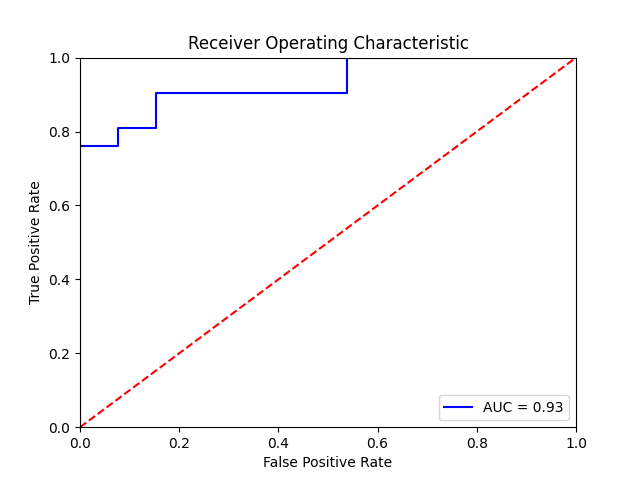 Receiver Operating Characteristic
1.0
0.8
0.6
0.4
0.2
0.0
True Positive Rate
AUC = 0.93
0.0 0.2 0.4 0.6 0.8 1.0
False Positive Rate